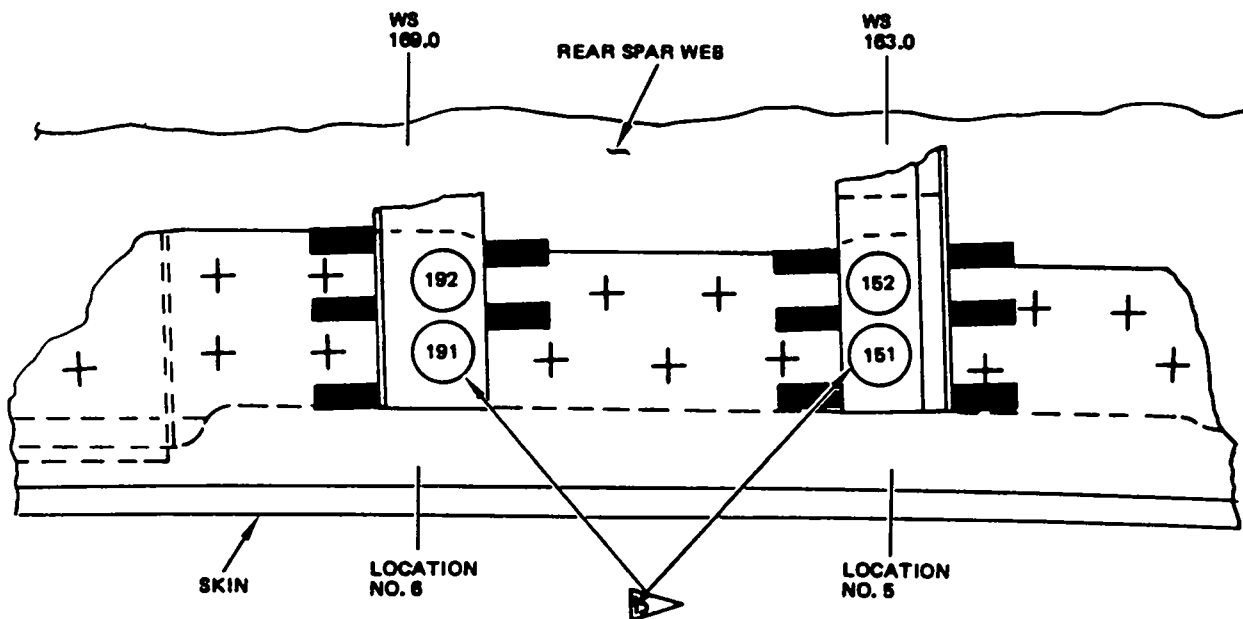 WS
169.0
REAR SPAR WEB
WS
163.0
192
152
191
151
SKIN
LOCATION
NO. 6
LOCATION
NO. 5